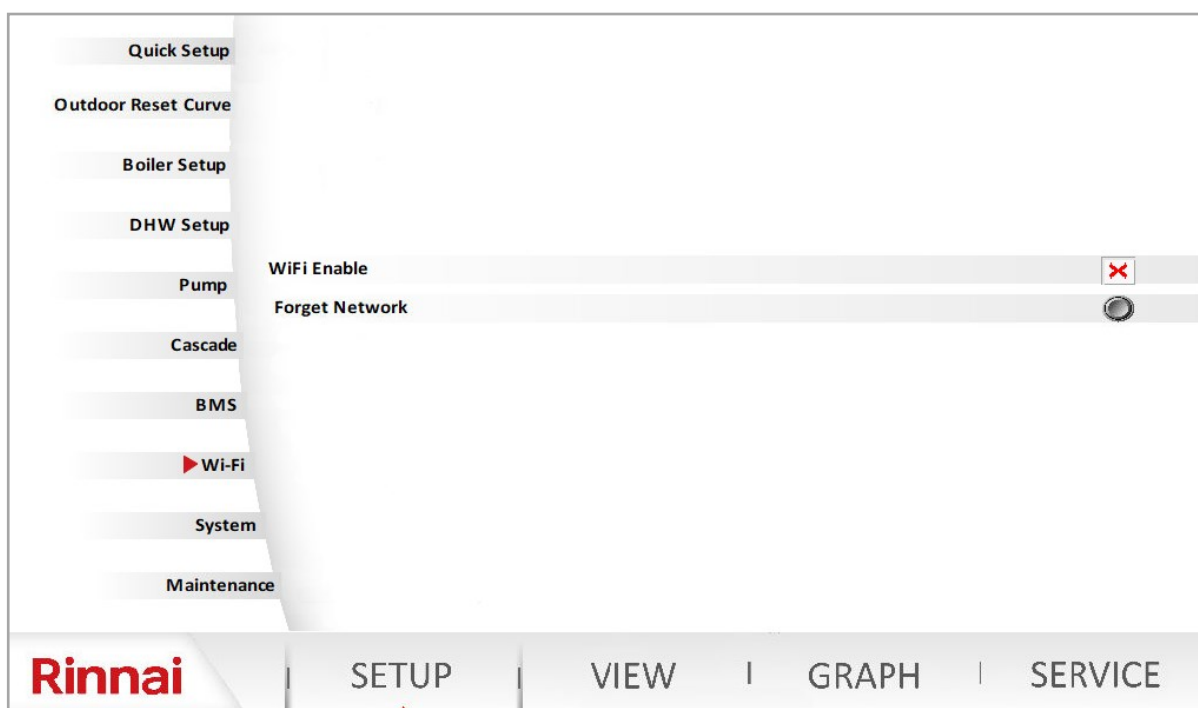 Quick Setup
Outdoor Reset Curve
Boiler Setup
DHW Setup
Pump
Cascade
BMS
Wi-Fi
System
Maintenance
WiFi Enable
Forget Network
Rinnai | SETUP | VIEW | GRAPH | SERVICE